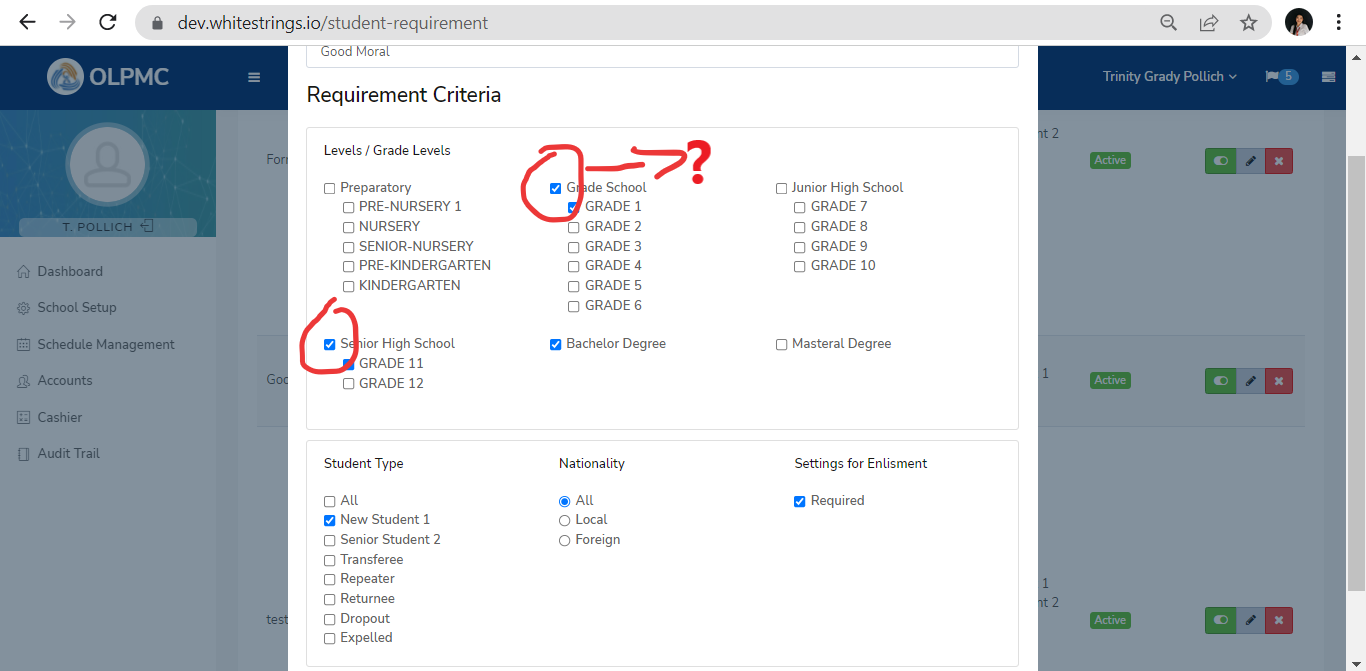 dev.whitestrings.io/student-requirement
OLPMC
Trinity Grady Pollich
5
T. POLLICH
Dashboard
School Setup
Schedule Management
Accounts
Cashier
Audit Trail
Good Moral
Requirement Criteria
Levels / Grade Levels
Preparatory
PRE-NURSERY 1
NURSERY
SENIOR-NURSERY
PRE-KINDERGARTEN
KINDERGARTEN
Grade School
GRADE 1
GRADE 2
GRADE 3
GRADE 4
GRADE 5
GRADE 6
?
Junior High School
GRADE 7
GRADE 8
GRADE 9
GRADE 10
Senior High School
GRADE 11
GRADE 12
Bachelor Degree
Masteral Degree
Student Type
All
New Student 1
Senior Student 2
Transferee
Repeater
Returnee
Dropout
Expelled
Nationality
All
Local
Foreign
Settings for Enlisment
Required
2
Active
1
Active
test
1
2
Active